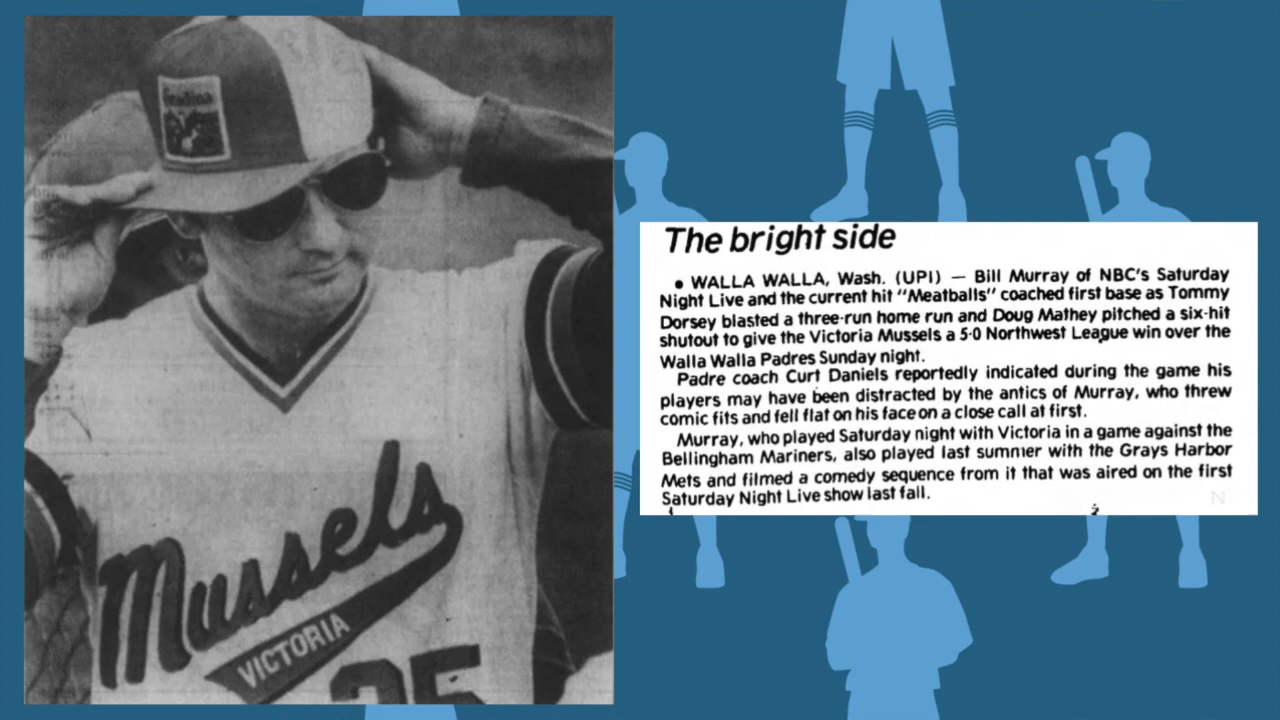 Mussels
VICTORIA
35
The bright side
• WALLA WALLA, Wash. (UPI) — Bill Murray of NBC's Saturday
Night Live and the current hit "Meatballs" coached first base as Tommy
Dorsey blasted a three-run home run and Doug Mathey pitched a six-hit
shutout to give the Victoria Mussels a 5-0 Northwest League win over the
Walla Walla Padres Sunday night.
Padre coach Curt Daniels reportedly indicated during the game his
players may have been distracted by the antics of Murray, who threw
comic fits and fell flat on his face on a close call at first.
Murray, who played Saturday night with Victoria in a game against the
Bellingham Mariners, also played last summer with the Grays Harbor
Mets and filmed a comedy sequence from it that was aired on the first
Saturday Night Live show last fall.